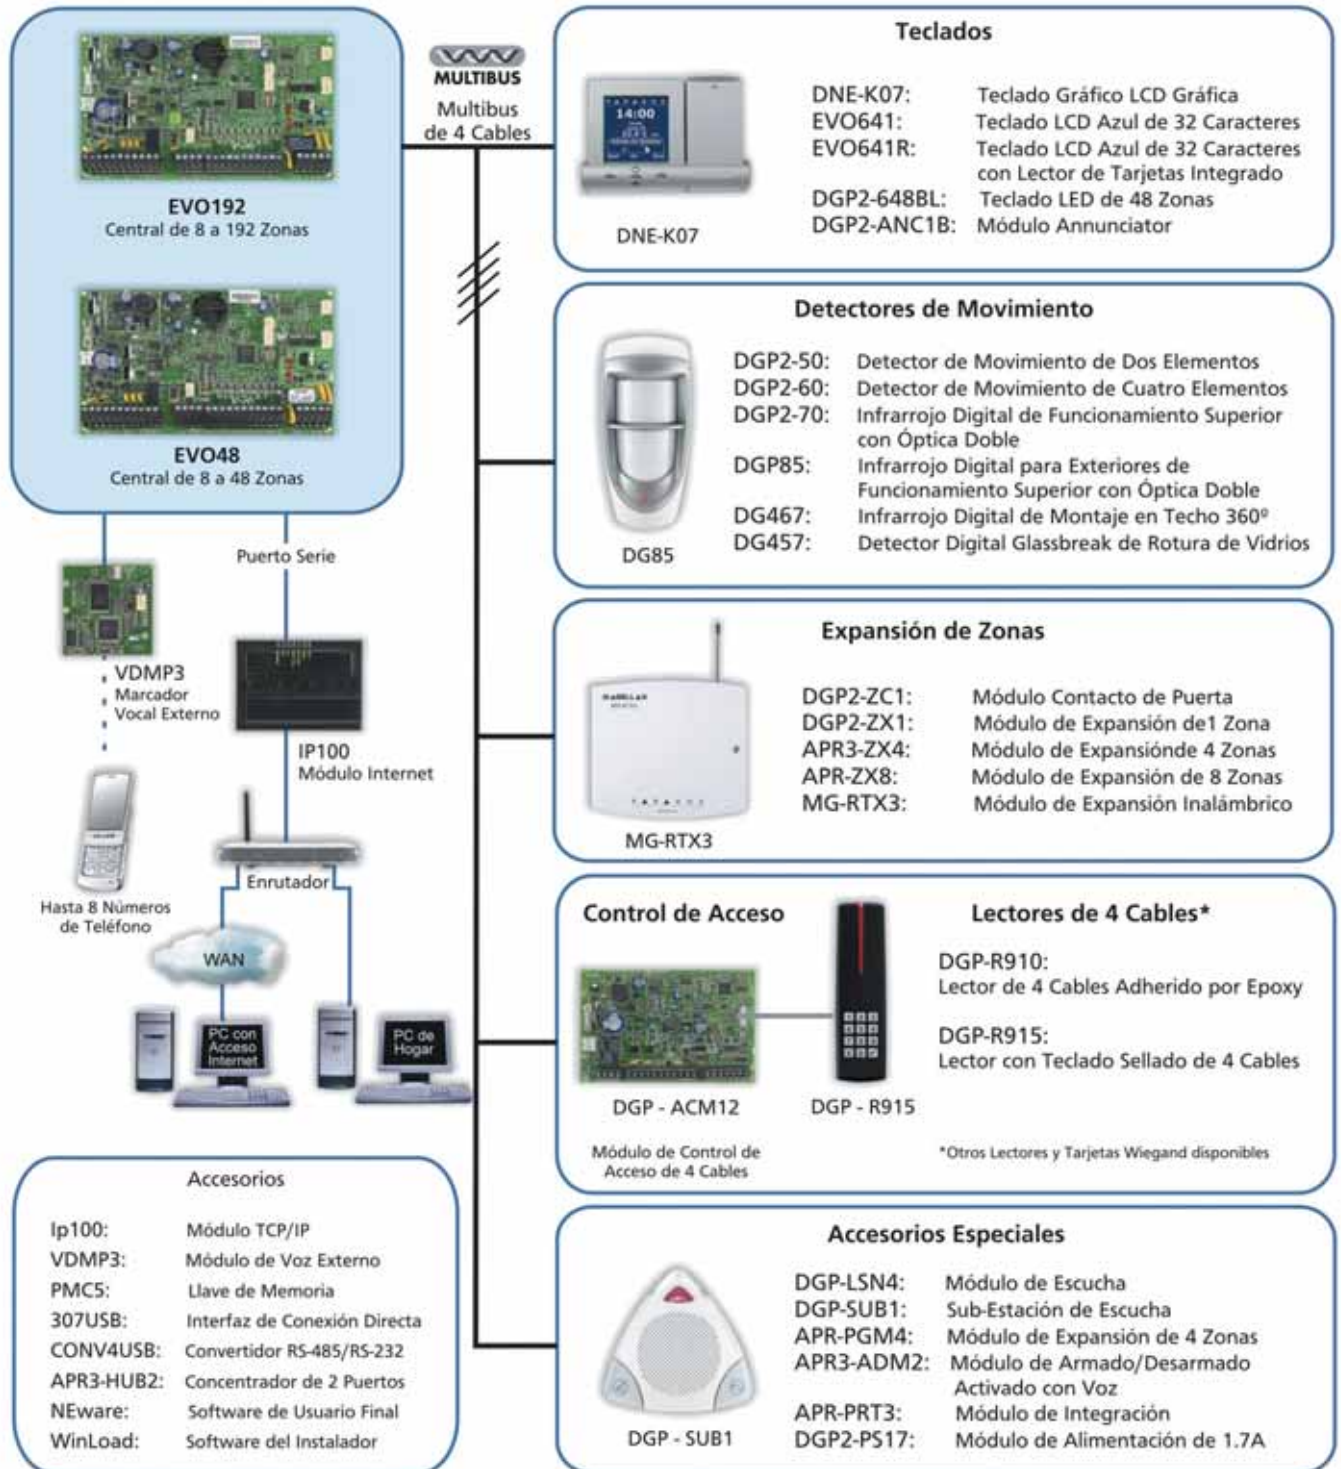 EVO192
Central de 8 a 192 Zonas
EVO48
Central de 8 a 48 Zonas
MULTIBUS
Multibus
de 4 Cables
Teclados
14:00
DNE-K07
DNE-K07: Teclado Gráfico LCD Gráfica
EVO641: Teclado LCD Azul de 32 Caracteres
EVO641R: Teclado LCD Azul de 32 Caracteres
con Lector de Tarjetas Integrado
DGP2-648BL: Teclado LED de 48 Zonas
DGP2-ANC1B: Módulo Annunciator
Detectores de Movimiento
DG85
DGP2-50: Detector de Movimiento de Dos Elementos
DGP2-60: Detector de Movimiento de Cuatro Elementos
DGP2-70: Infrarrojo Digital de Funcionamiento Superior
con Óptica Doble
DGP85: Infrarrojo Digital para Exteriores de
Funcionamiento Superior con Óptica Doble
DG467: Infrarrojo Digital de Montaje en Techo 360º
DG457: Detector Digital Glassbreak de Rotura de Vidrios
Puerto Serie
VDMP3
Marcador
Vocal Externo
IP100
Módulo Internet
Hasta 8 Números
de Teléfono
Enrutador
WAN
PC con
Acceso
Internet
PC de
Hogar
Expansión de Zonas
MAGELLAN
PARADOX
MG-RTX3
DGP2-ZC1: Módulo Contacto de Puerta
DGP2-ZX1: Módulo de Expansión de1 Zona
APR3-ZX4: Módulo de Expansiónde 4 Zonas
APR-ZX8: Módulo de Expansión de 8 Zonas
MG-RTX3: Módulo de Expansión Inalámbrico
Control de Acceso
DGP - ACM12
Módulo de Control de
Acceso de 4 Cables
DGP - R915
Lectores de 4 Cables*
DGP-R910:
Lector de 4 Cables Adherido por Epoxy
DGP-R915:
Lector con Teclado Sellado de 4 Cables
*Otros Lectores y Tarjetas Wiegand disponibles
Accesorios
Ip100: Módulo TCP/IP
VDMP3: Módulo de Voz Externo
PMC5: Llave de Memoria
307USB: Interfaz de Conexión Directa
CONV4USB: Convertidor RS-485/RS-232
APR3-HUB2: Concentrador de 2 Puertos
NEware: Software de Usuario Final
WinLoad: Software del Instalador
Accesorios Especiales
DGP - SUB1
DGP-LSN4: Módulo de Escucha
DGP-SUB1: Sub-Estación de Escucha
APR-PGM4: Módulo de Expansión de 4 Zonas
APR3-ADM2: Módulo de Armado/Desarmado
Activado con Voz
APR-PRT3: Módulo de Integración
DGP2-PS17: Módulo de Alimentación de 1.7A